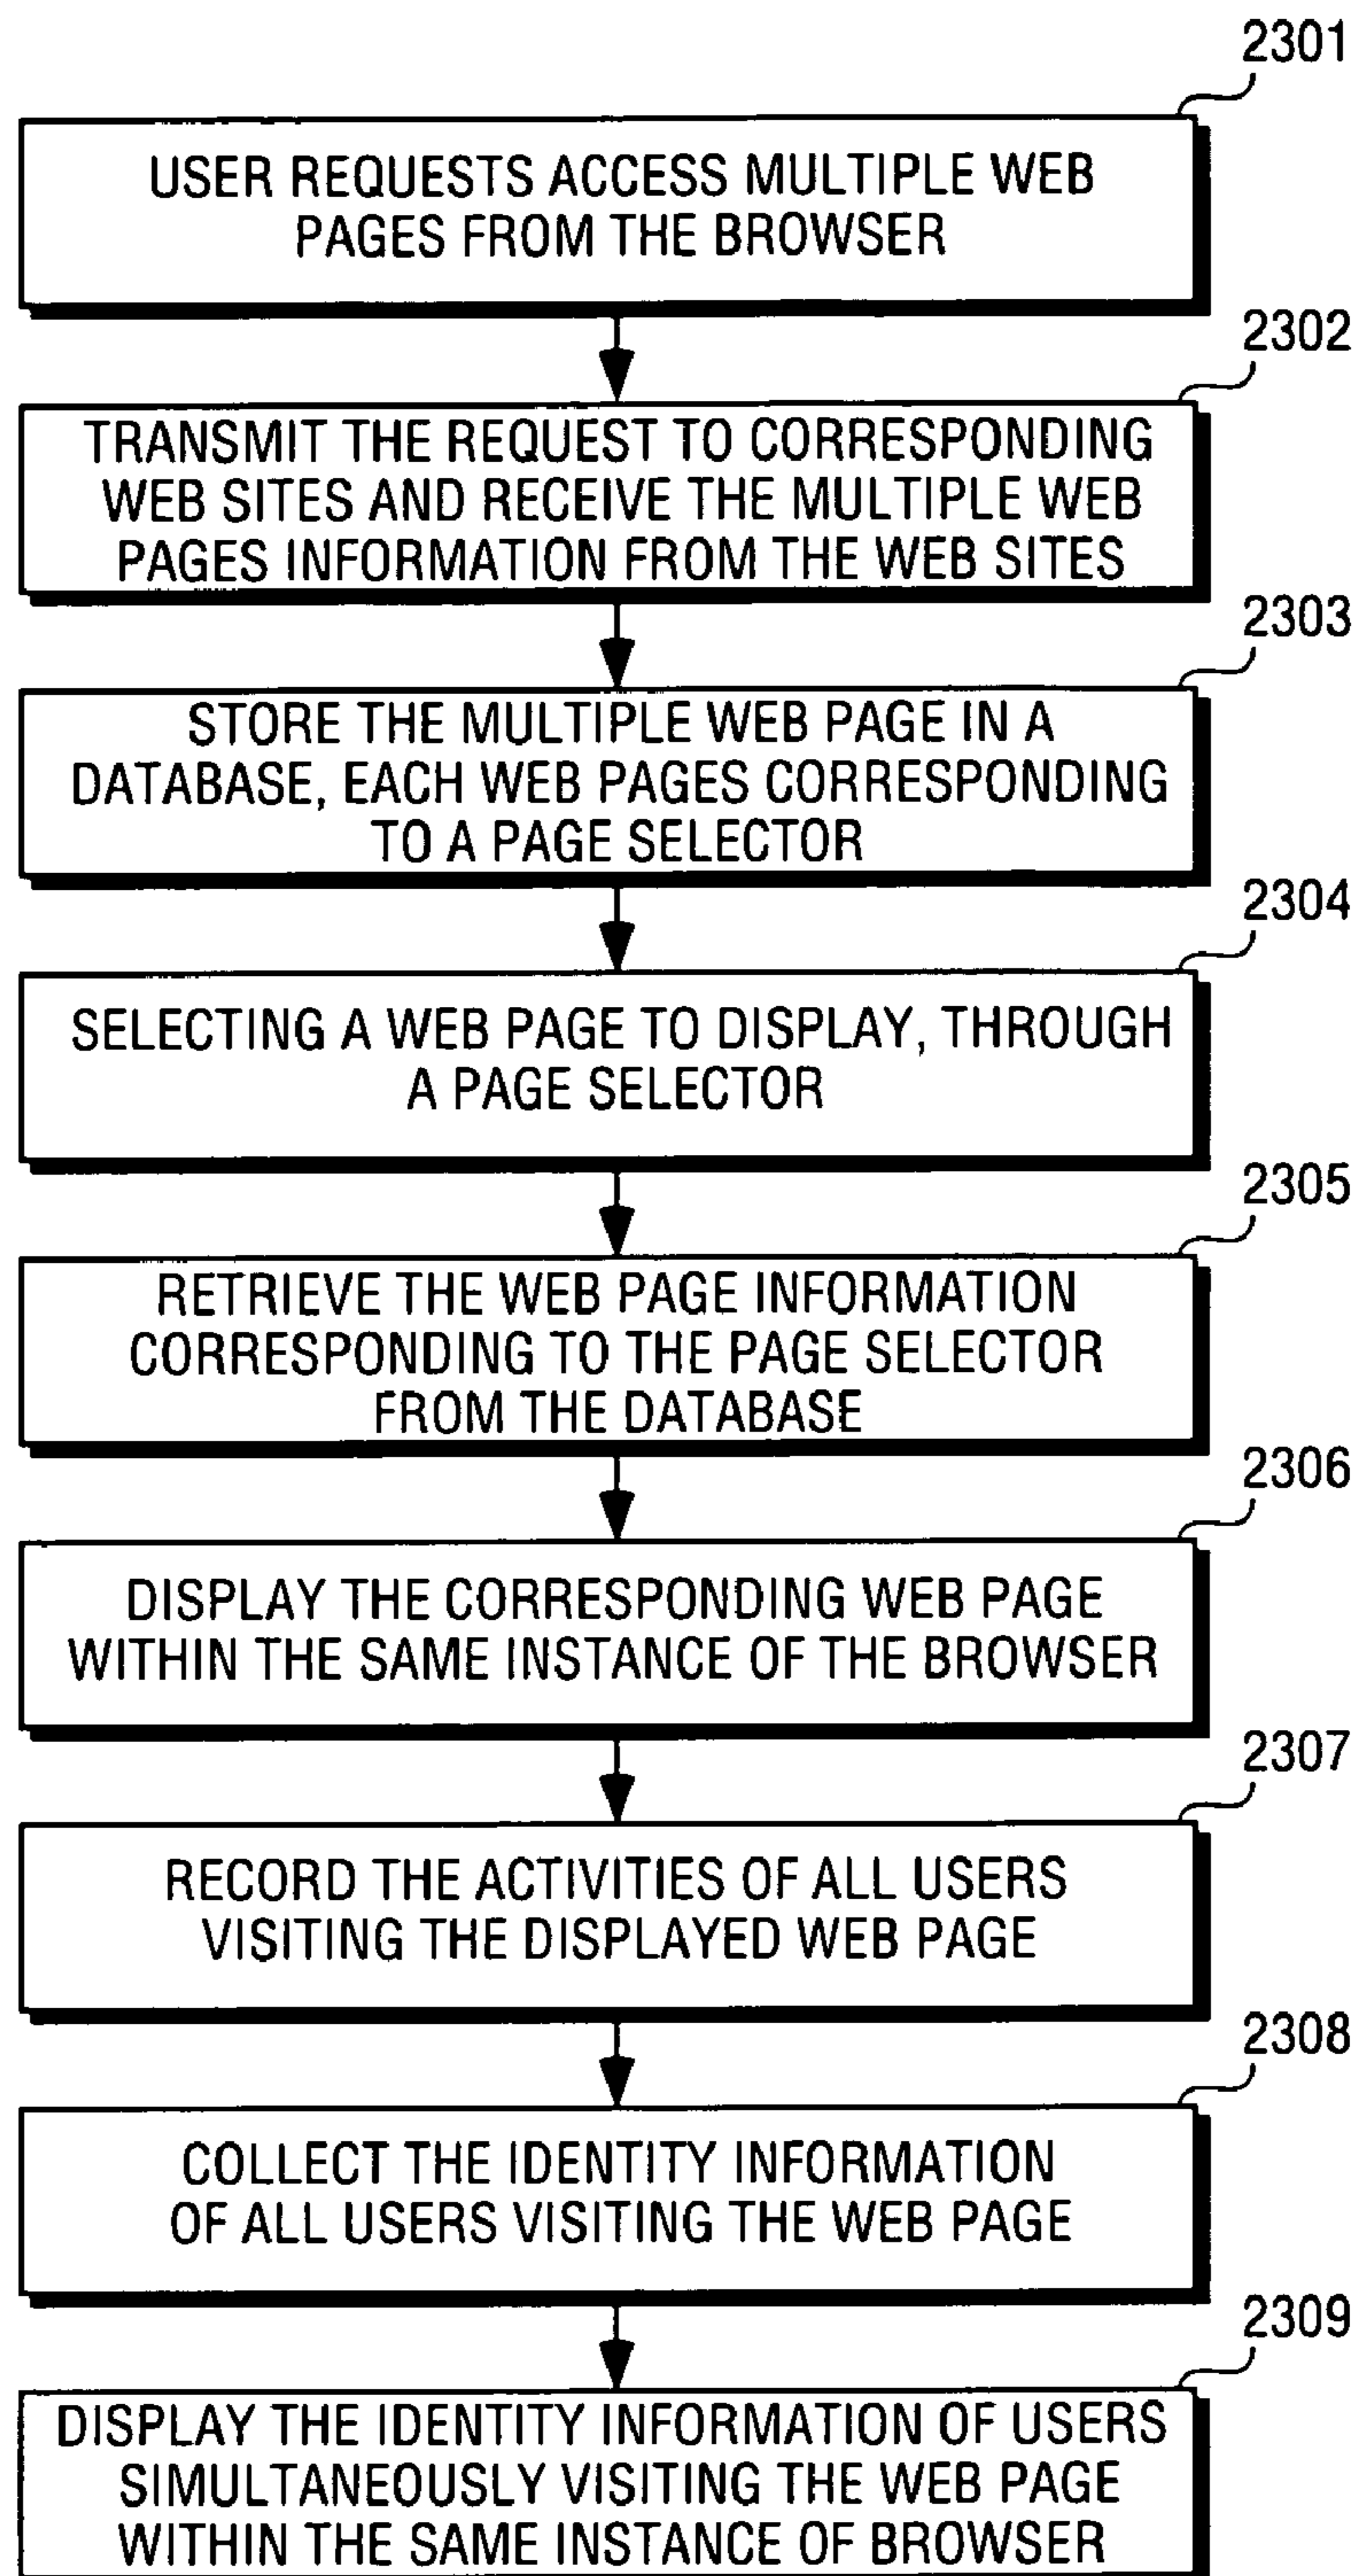 2301
USER REQUESTS ACCESS MULTIPLE WEB
PAGES FROM THE BROWSER
2302
TRANSMIT THE REQUEST TO CORRESPONDING
WEB SITES AND RECEIVE THE MULTIPLE WEB
PAGES INFORMATION FROM THE WEB SITES
2303
STORE THE MULTIPLE WEB PAGE IN A
DATABASE, EACH WEB PAGES CORRESPONDING
TO A PAGE SELECTOR
2304
SELECTING A WEB PAGE TO DISPLAY, THROUGH
A PAGE SELECTOR
2305
RETRIEVE THE WEB PAGE INFORMATION
CORRESPONDING TO THE PAGE SELECTOR
FROM THE DATABASE
2306
DISPLAY THE CORRESPONDING WEB PAGE
WITHIN THE SAME INSTANCE OF THE BROWSER
2307
RECORD THE ACTIVITIES OF ALL USERS
VISITING THE DISPLAYED WEB PAGE
2308
COLLECT THE IDENTITY INFORMATION
OF ALL USERS VISITING THE WEB PAGE
2309
DISPLAY THE IDENTITY INFORMATION OF USERS
SIMULTANEOUSLY VISITING THE WEB PAGE
WITHIN THE SAME INSTANCE OF BROWSER